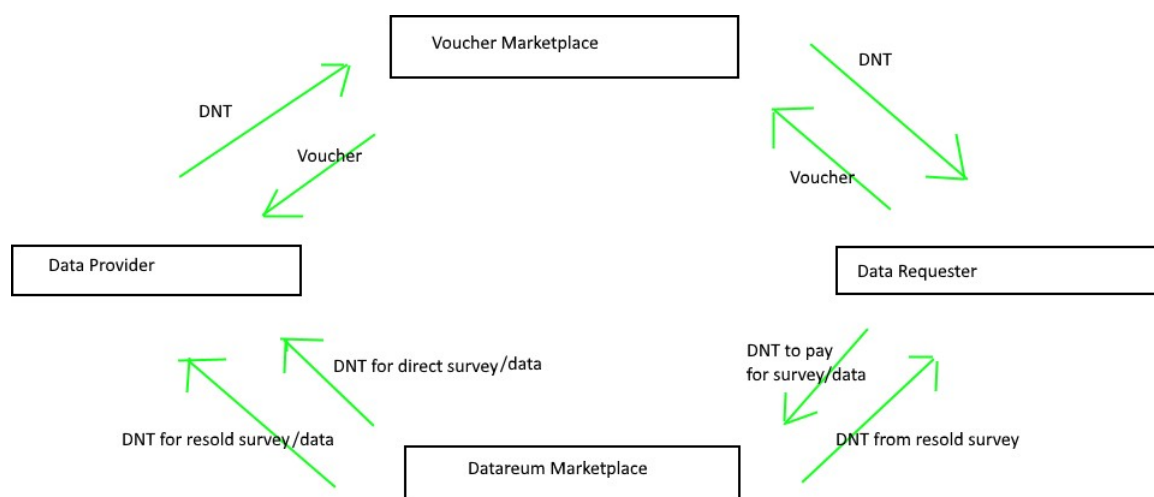 Voucher Marketplace
DNT
DNT
Voucher
Voucher
Data Provider
Data Requester
DNT to pay
for survey/data
DNT for direct survey/data
DNT for resold survey/data
DNT from resold survey
Datareum Marketplace